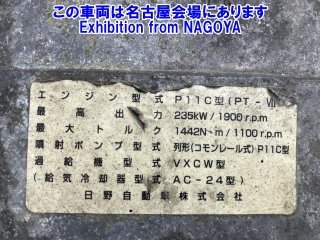 この車両は名古屋会場にあります
Exhibition from NAGOYA
エンジン型式 P11C型(PT-Ⅶ
最高出力 235kW/1900r.p.m
最大トルク 1442N·m/1100r.p.m
噴射ポンプ型式 列形(コモンレール式)P11C型
過給機型式 VXCW型
(給気冷却器型式 AC-24型)
日野自動車株式会社